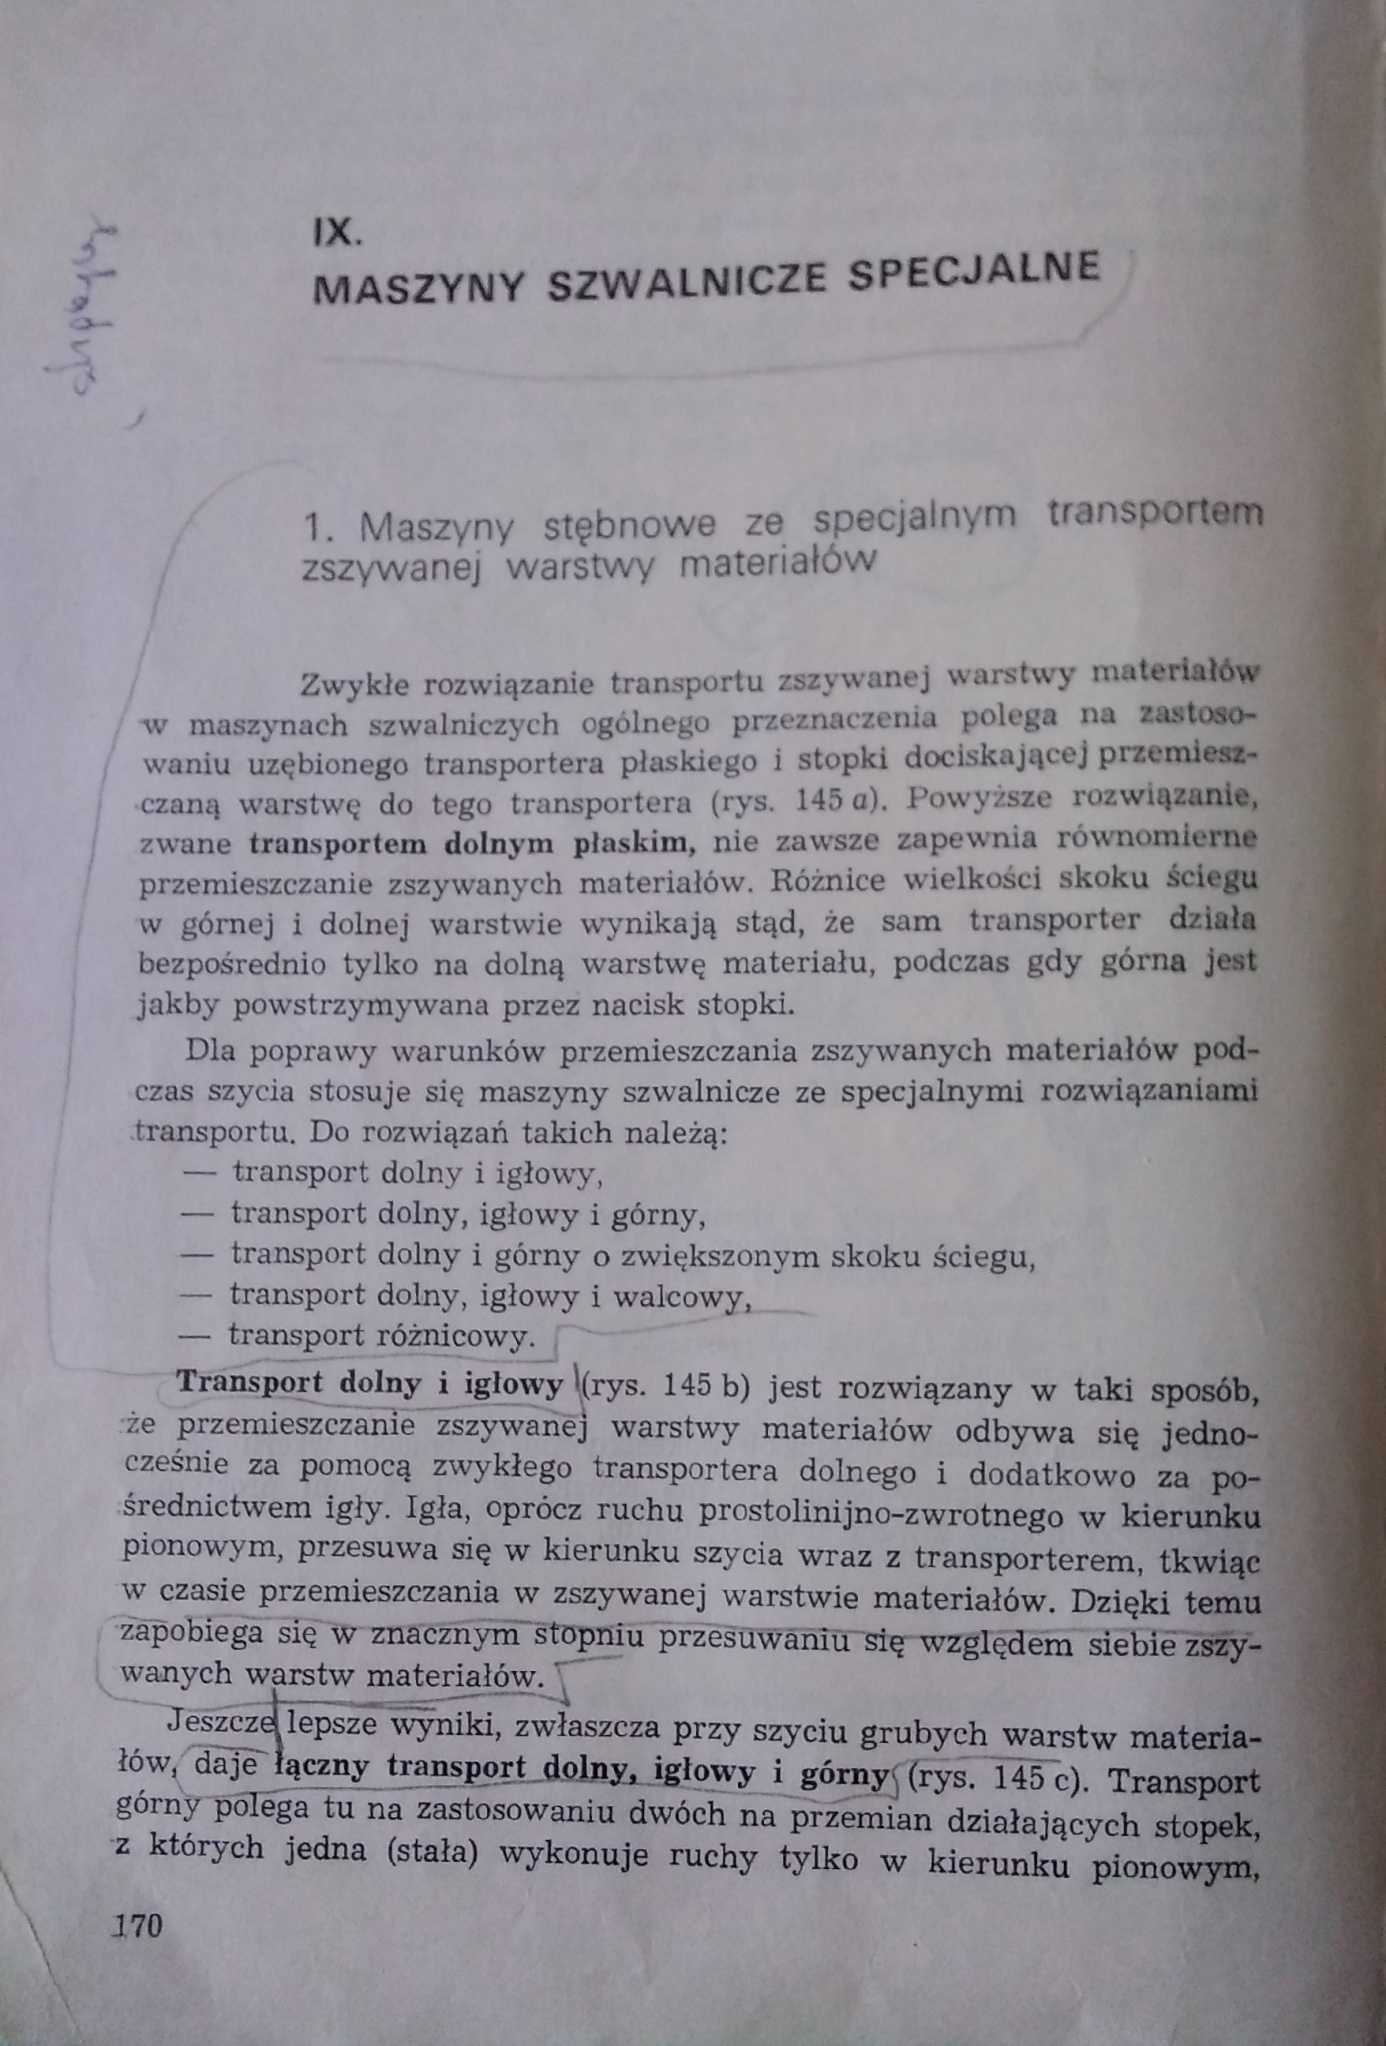 IX.
MASZYNY SZWALNICZE SPECJALNE
1. Maszyny stębnowe ze specjalnym transportem
zszywanej warstwy materiałów
Zwykłe rozwiązanie transportu zszywanej warstwy materiałów
w maszynach szwalniczych ogólnego przeznaczenia polega na zastoso-
waniu uzębionego transportera płaskiego i stopki dociskającej przemiesz-
czaną warstwę do tego transportera (rys. 145 a). Powyższe rozwiązanie,
zwane transportem dolnym płaskim, nie zawsze zapewnia równomierne
przemieszczanie zszywanych materiałów. Różnice wielkości skoku ściegu
w górnej i dolnej warstwie wynikają stąd, że sam transporter działa
bezpośrednio tylko na dolną warstwę materiału, podczas gdy górna jest
jakby powstrzymywana przez nacisk stopki.
Dla poprawy warunków przemieszczania zszywanych materiałów pod-
czas szycia stosuje się maszyny szwalnicze ze specjalnymi rozwiązaniami
transportu. Do rozwiązań takich należą:
— transport dolny i igłowy,
— transport dolny, igłowy i górny,
— transport dolny i górny o zwiększonym skoku ściegu,
— transport dolny, igłowy i walcowy,
— transport różnicowy.
Transport dolny i igłowy (rys. 145 b) jest rozwiązany w taki sposób,
że przemieszczanie zszywanej warstwy materiałów odbywa się jedno-
cześnie za pomocą zwykłego transportera dolnego i dodatkowo za po-
średnictwem igły. Igła, oprócz ruchu prostolinijno-zwrotnego w kierunku
pionowym, przesuwa się w kierunku szycia wraz z transporterem, tkwiąc
w czasie przemieszczania w zszywanej warstwie materiałów. Dzięki temu
zapobiega się w znacznym stopniu przesuwaniu się względem siebie zszy-
wanych warstw materiałów.
Jeszcze lepsze wyniki, zwłaszcza przy szyciu grubych warstw materia-
łów, daje łączny transport dolny, igłowy i górny (rys. 145 c). Transport
górny polega tu na zastosowaniu dwóch na przemian działających stopek,
z których jedna (stała) wykonuje ruchy tylko w kierunku pionowym,
170